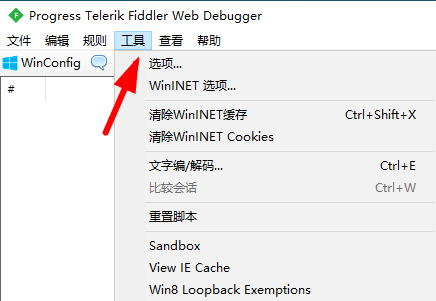 Progress Telerik Fiddler Web Debugger
文件 编辑 规则 工具 查看 帮助
WinConfig
#
选项...
WinINET 选项...
清除WinINET缓存 Ctrl+Shift+X
清除WinINET Cookies
文字编/解码... Ctrl+E
比较会话 Ctrl+W
重置脚本
Sandbox
View IE Cache
Win8 Loopback Exemptions